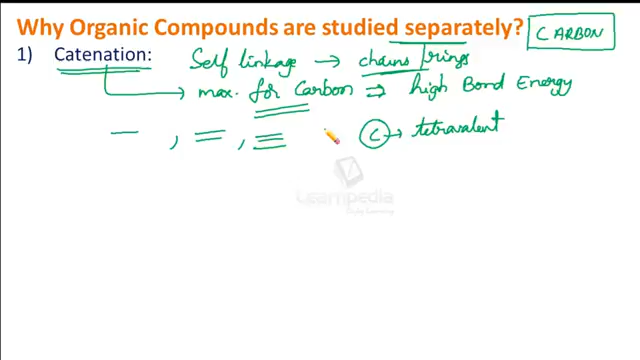 Why Organic Compounds are studied separately? CARBON
1) Catenation: Self linkage → chains / rings
→ max. for Carbon ⇒ high Bond Energy
— , = , ≡ C → tetravalent
Learnpedia